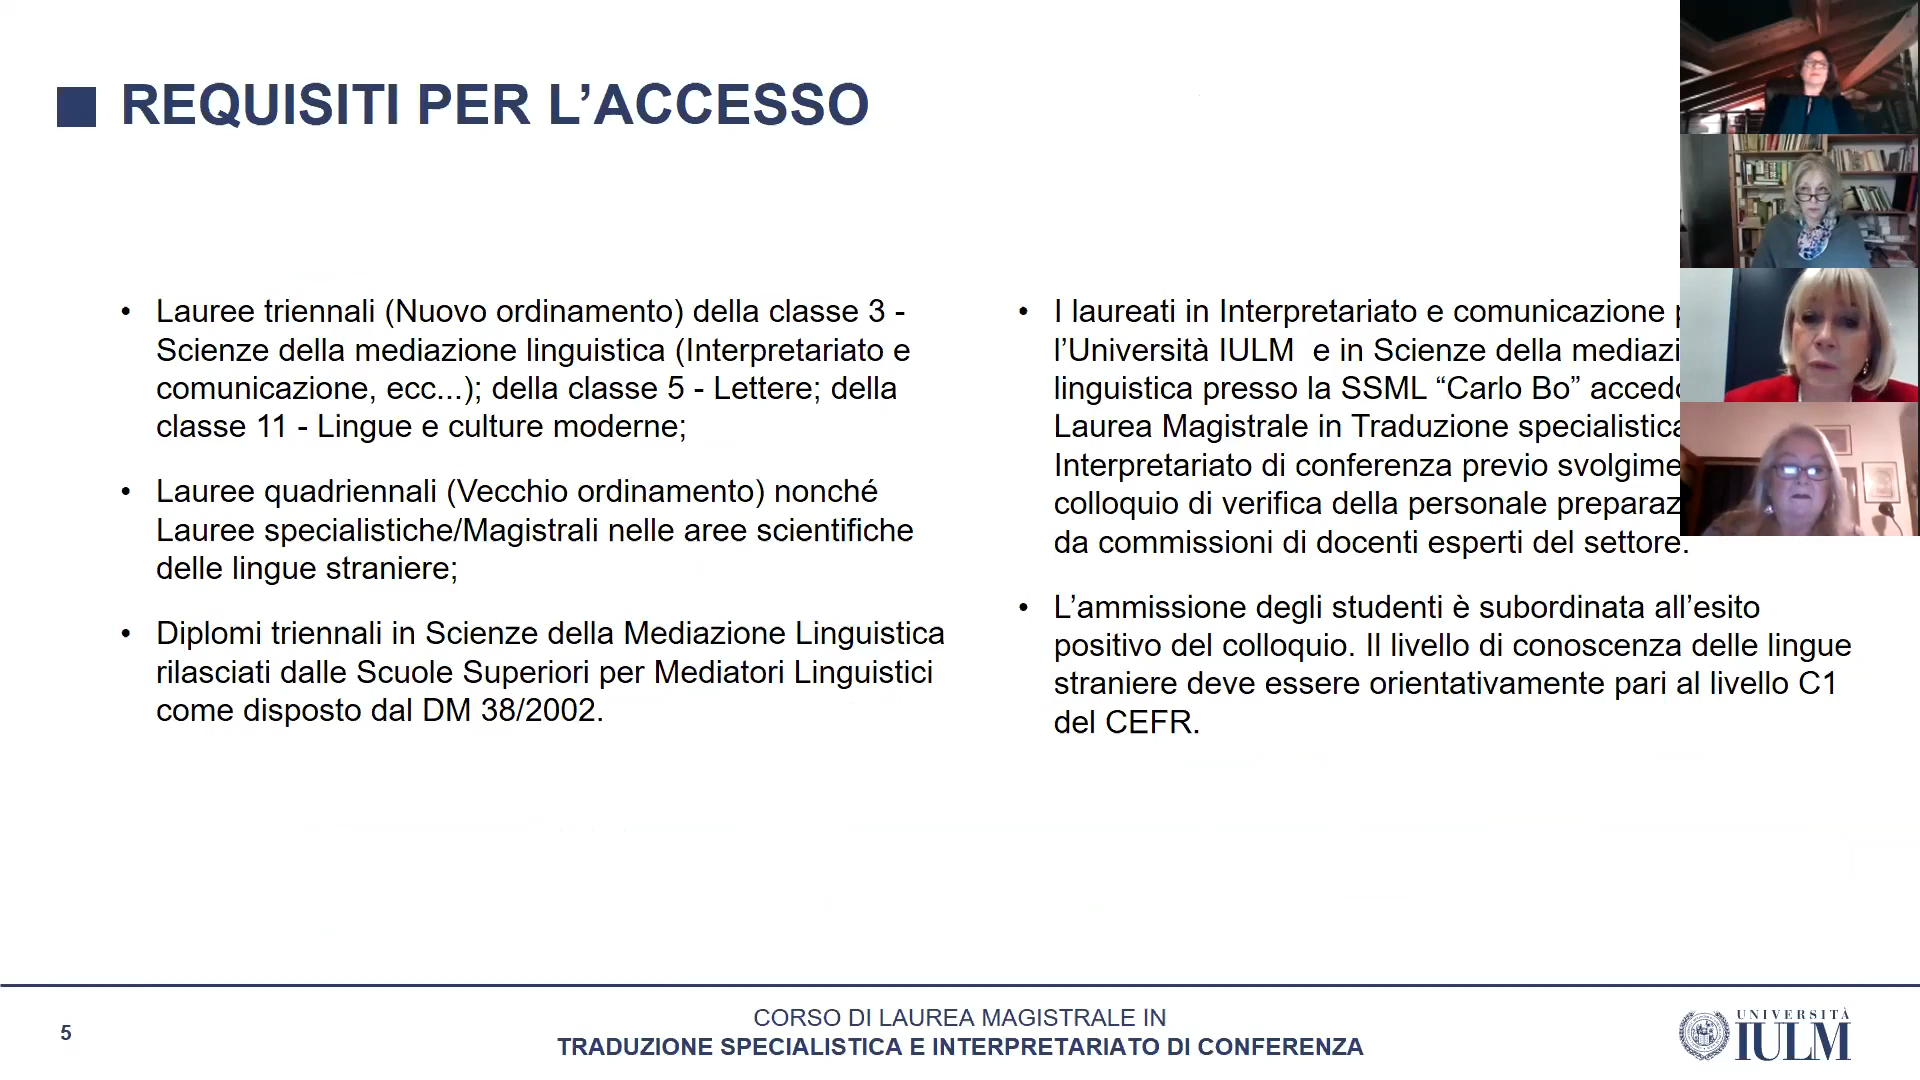 REQUISITI PER L’ACCESSO
• Lauree triennali (Nuovo ordinamento) della classe 3 -
Scienze della mediazione linguistica (Interpretariato e
comunicazione, ecc...); della classe 5 - Lettere; della
classe 11 - Lingue e culture moderne;
• Lauree quadriennali (Vecchio ordinamento) nonché
Lauree specialistiche/Magistrali nelle aree scientifiche
delle lingue straniere;
• Diplomi triennali in Scienze della Mediazione Linguistica
rilasciati dalle Scuole Superiori per Mediatori Linguistici
come disposto dal DM 38/2002.
• I laureati in Interpretariato e comunicazione
l’Università IULM e in Scienze della
linguistica presso la SSML “Carlo Bo”
Laurea Magistrale in Traduzione
Interpretariato di conferenza previo
colloquio di verifica della personale
da commissioni di docenti esperti del settore.
• L’ammissione degli studenti è subordinata all’esito
positivo del colloquio. Il livello di conoscenza delle lingue
straniere deve essere orientativamente pari al livello C1
del CEFR.
5
CORSO DI LAUREA MAGISTRALE IN
TRADUZIONE SPECIALISTICA E INTERPRETARIATO DI CONFERENZA
UNIVERSITÀ
IULM